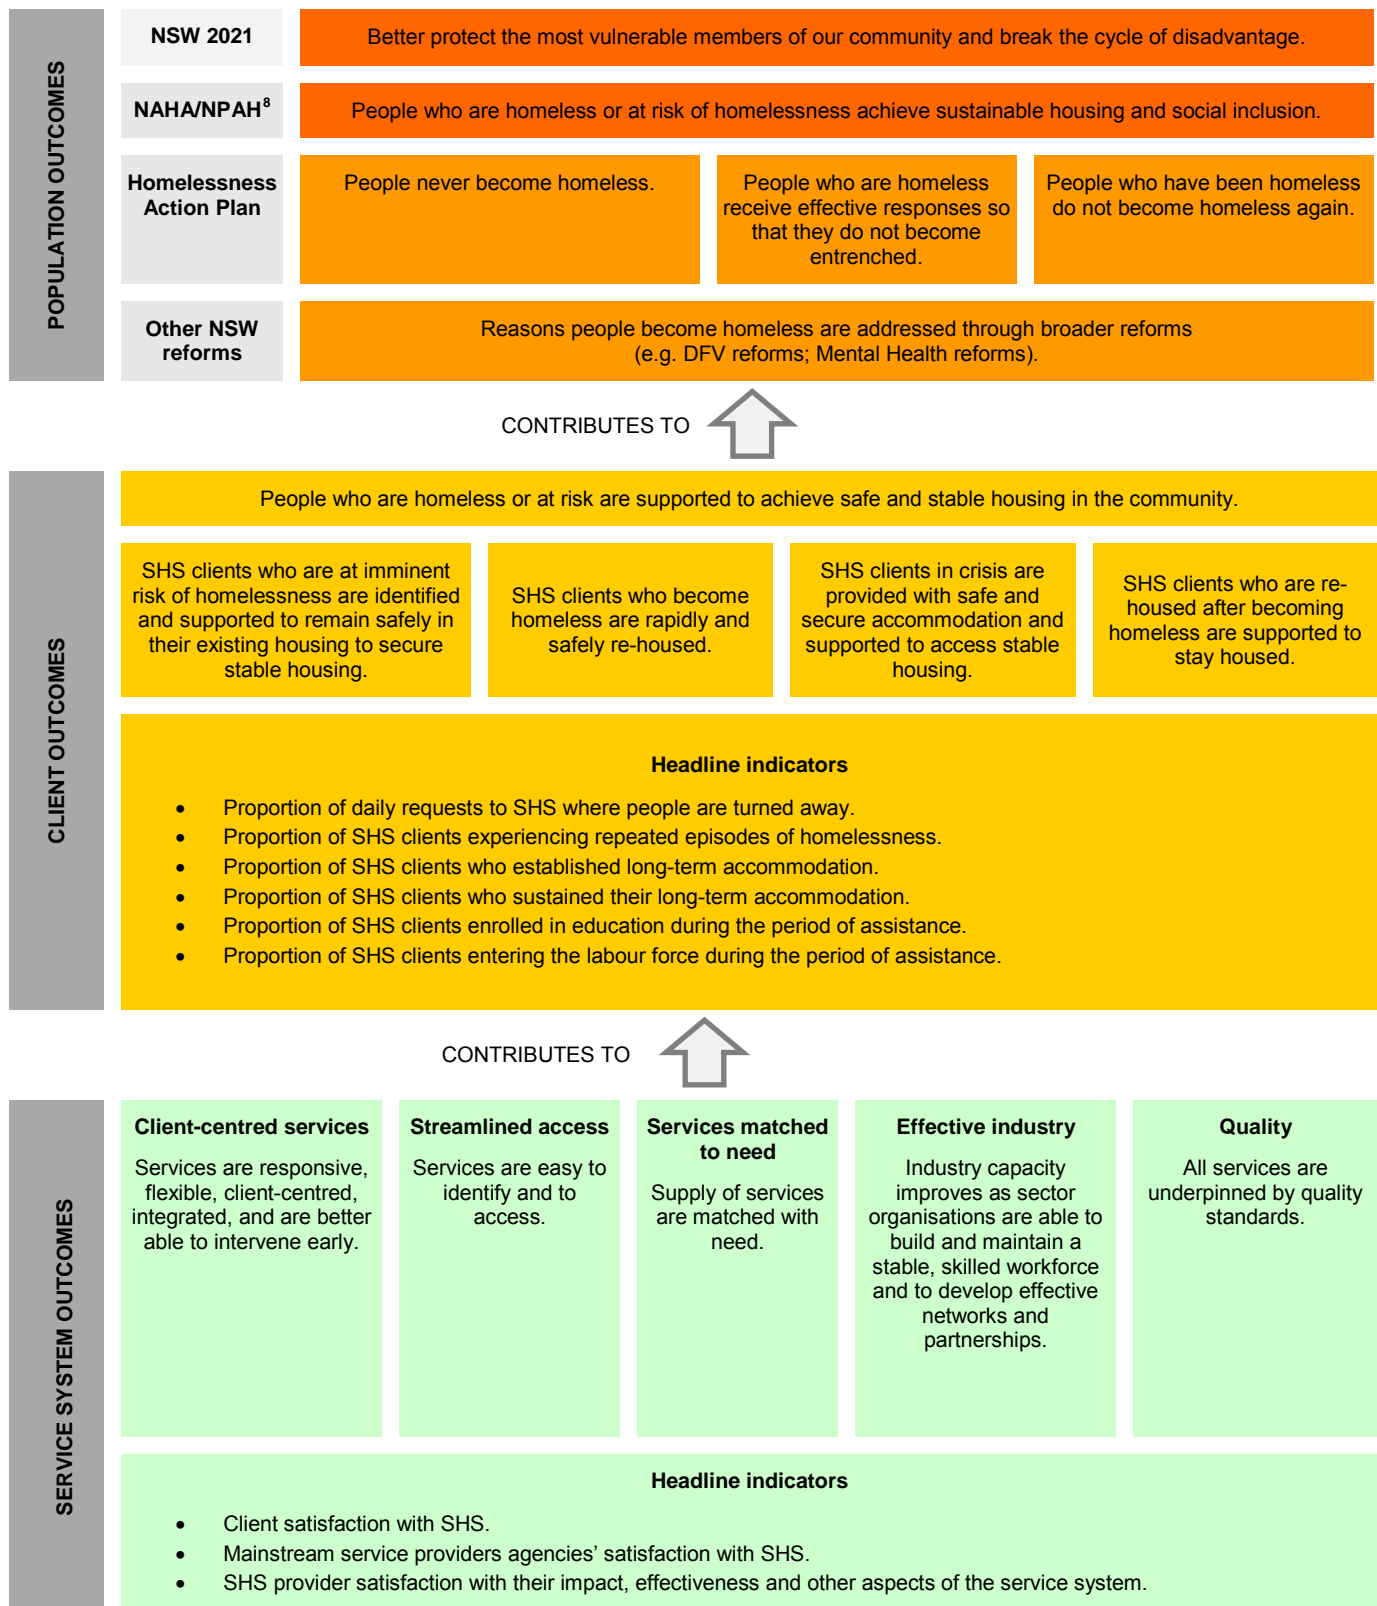 POPULATION OUTCOMES
NSW 2021
Better protect the most vulnerable members of our community and break the cycle of disadvantage.
NAHA/NPAH⁸
People who are homeless or at risk of homelessness achieve sustainable housing and social inclusion.
Homelessness
Action Plan
People never become homeless.
People who are homeless
receive effective responses so
that they do not become
entrenched.
People who have been homeless
do not become homeless again.
Other NSW
reforms
Reasons people become homeless are addressed through broader reforms
(e.g. DFV reforms; Mental Health reforms).
CONTRIBUTES TO
CLIENT OUTCOMES
People who are homeless or at risk are supported to achieve safe and stable housing in the community.
SHS clients who are at imminent
risk of homelessness are identified
and supported to remain safely in
their existing housing to secure
stable housing.
SHS clients who become
homeless are rapidly and
safely re-housed.
SHS clients in crisis are
provided with safe and
secure accommodation and
supported to access stable
housing.
SHS clients who are re-
housed after becoming
homeless are supported to
stay housed.
Headline indicators
• Proportion of daily requests to SHS where people are turned away.
• Proportion of SHS clients experiencing repeated episodes of homelessness.
• Proportion of SHS clients who established long-term accommodation.
• Proportion of SHS clients who sustained their long-term accommodation.
• Proportion of SHS clients enrolled in education during the period of assistance.
• Proportion of SHS clients entering the labour force during the period of assistance.
CONTRIBUTES TO
SERVICE SYSTEM OUTCOMES
Client-centred services
Services are responsive,
flexible, client-centred,
integrated, and are better
able to intervene early.
Streamlined access
Services are easy to
identify and to
access.
Services matched
to need
Supply of services
are matched with
need.
Effective industry
Industry capacity
improves as sector
organisations are able to
build and maintain a
stable, skilled workforce
and to develop effective
networks and
partnerships.
Quality
All services are
underpinned by quality
standards.
Headline indicators
• Client satisfaction with SHS.
• Mainstream service providers agencies’ satisfaction with SHS.
• SHS provider satisfaction with their impact, effectiveness and other aspects of the service system.